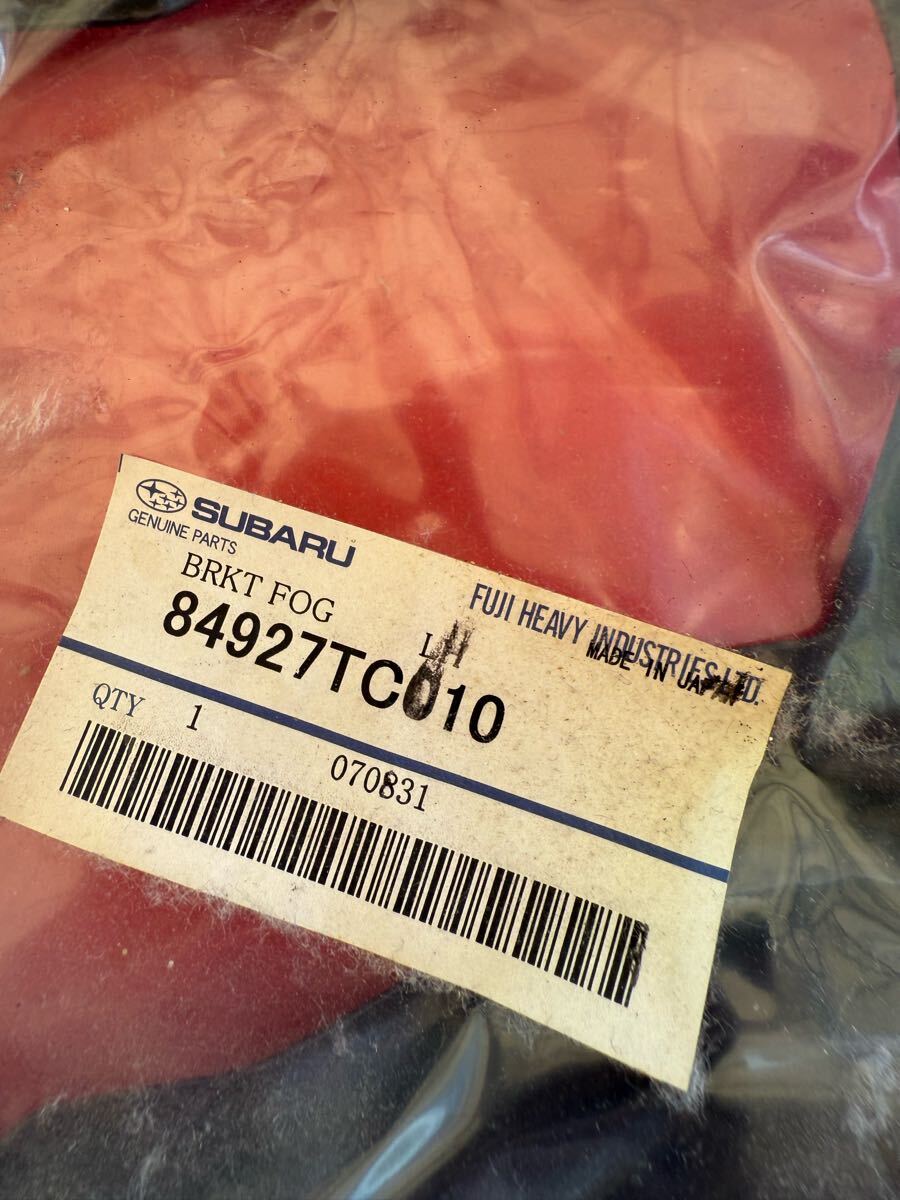 SUBARU
GENUINE PARTS
FUJI HEAVY INDUSTRIES LTD.
MADE IN JAPAN
BRKT FOG
LH
84927TC010
QTY 1
070831